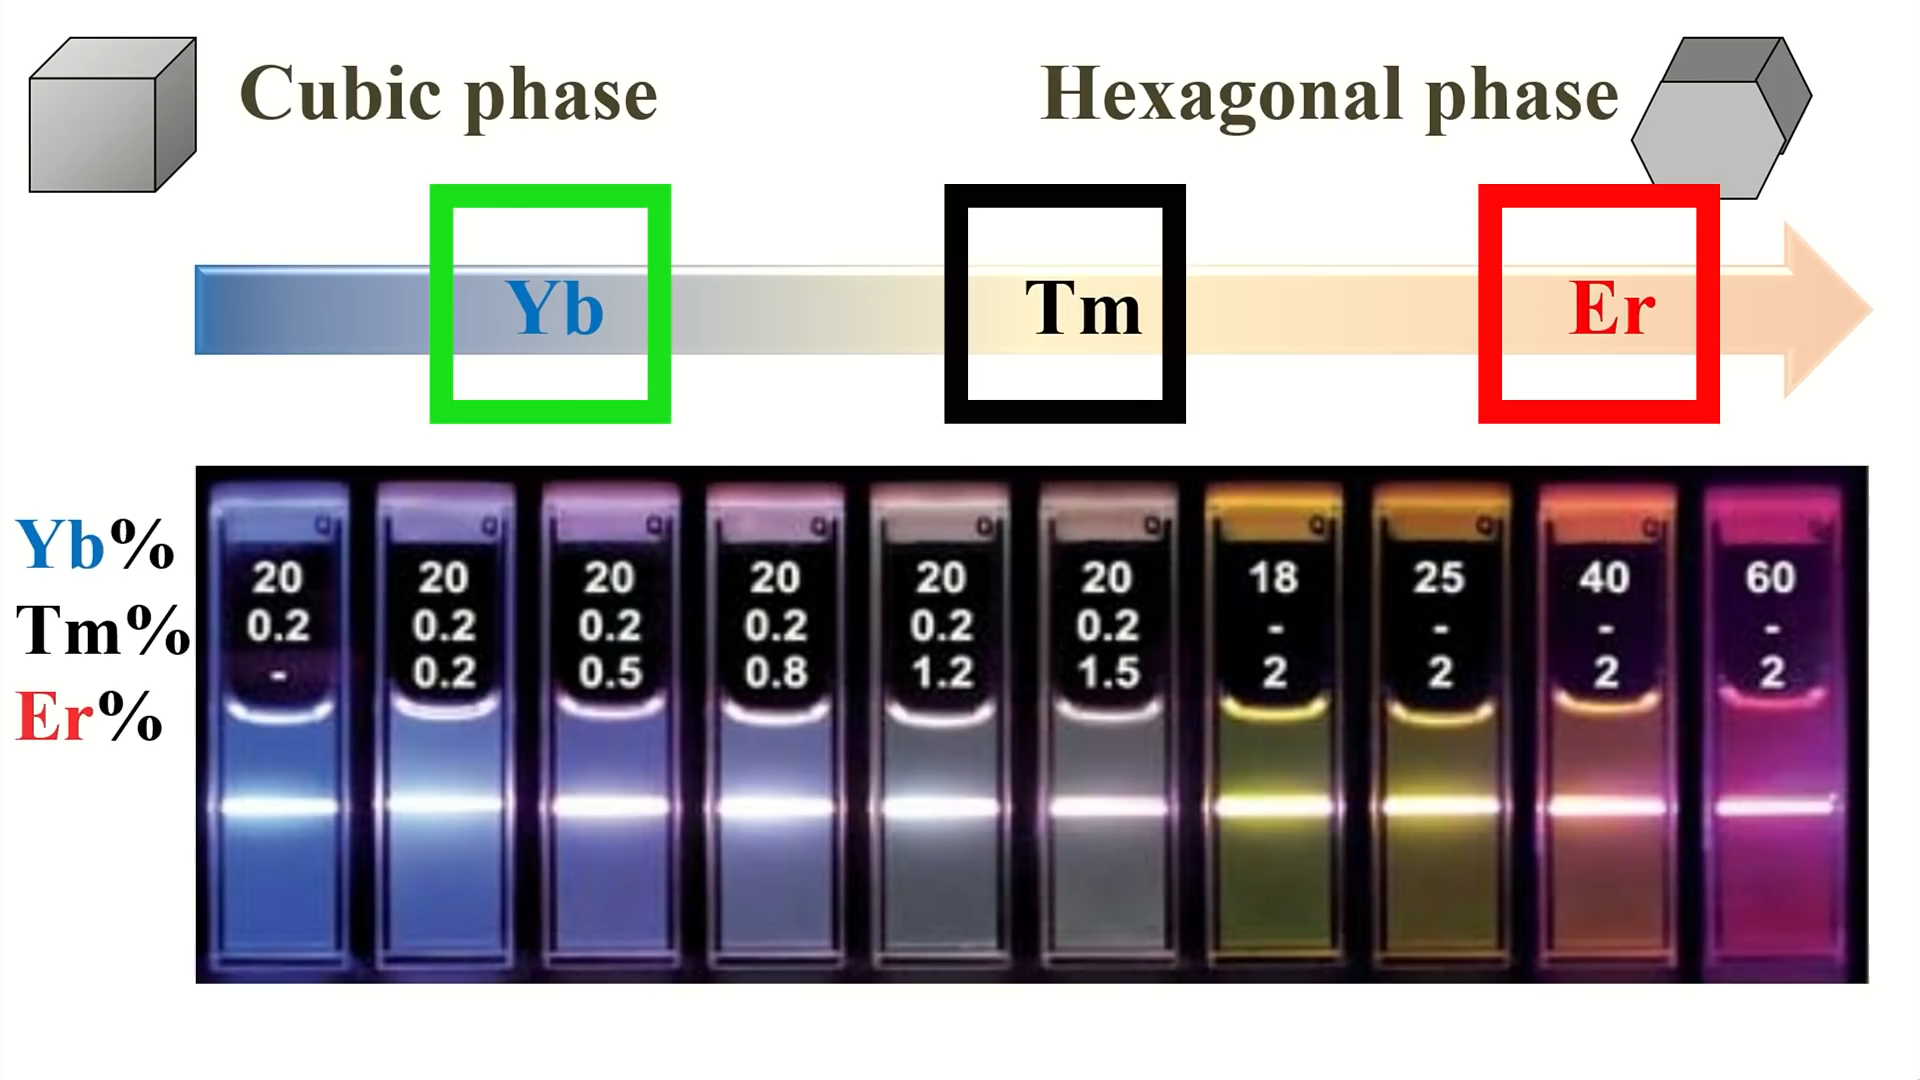 Cubic phase
Hexagonal phase
Yb
Tm
Er
Yb%
Tm%
Er%
20 20 20 20 20 20 18 25 40 60
0.2 0.2 0.2 0.2 0.2 0.2 - - - -
- 0.2 0.5 0.8 1.2 1.5 2 2 2 2